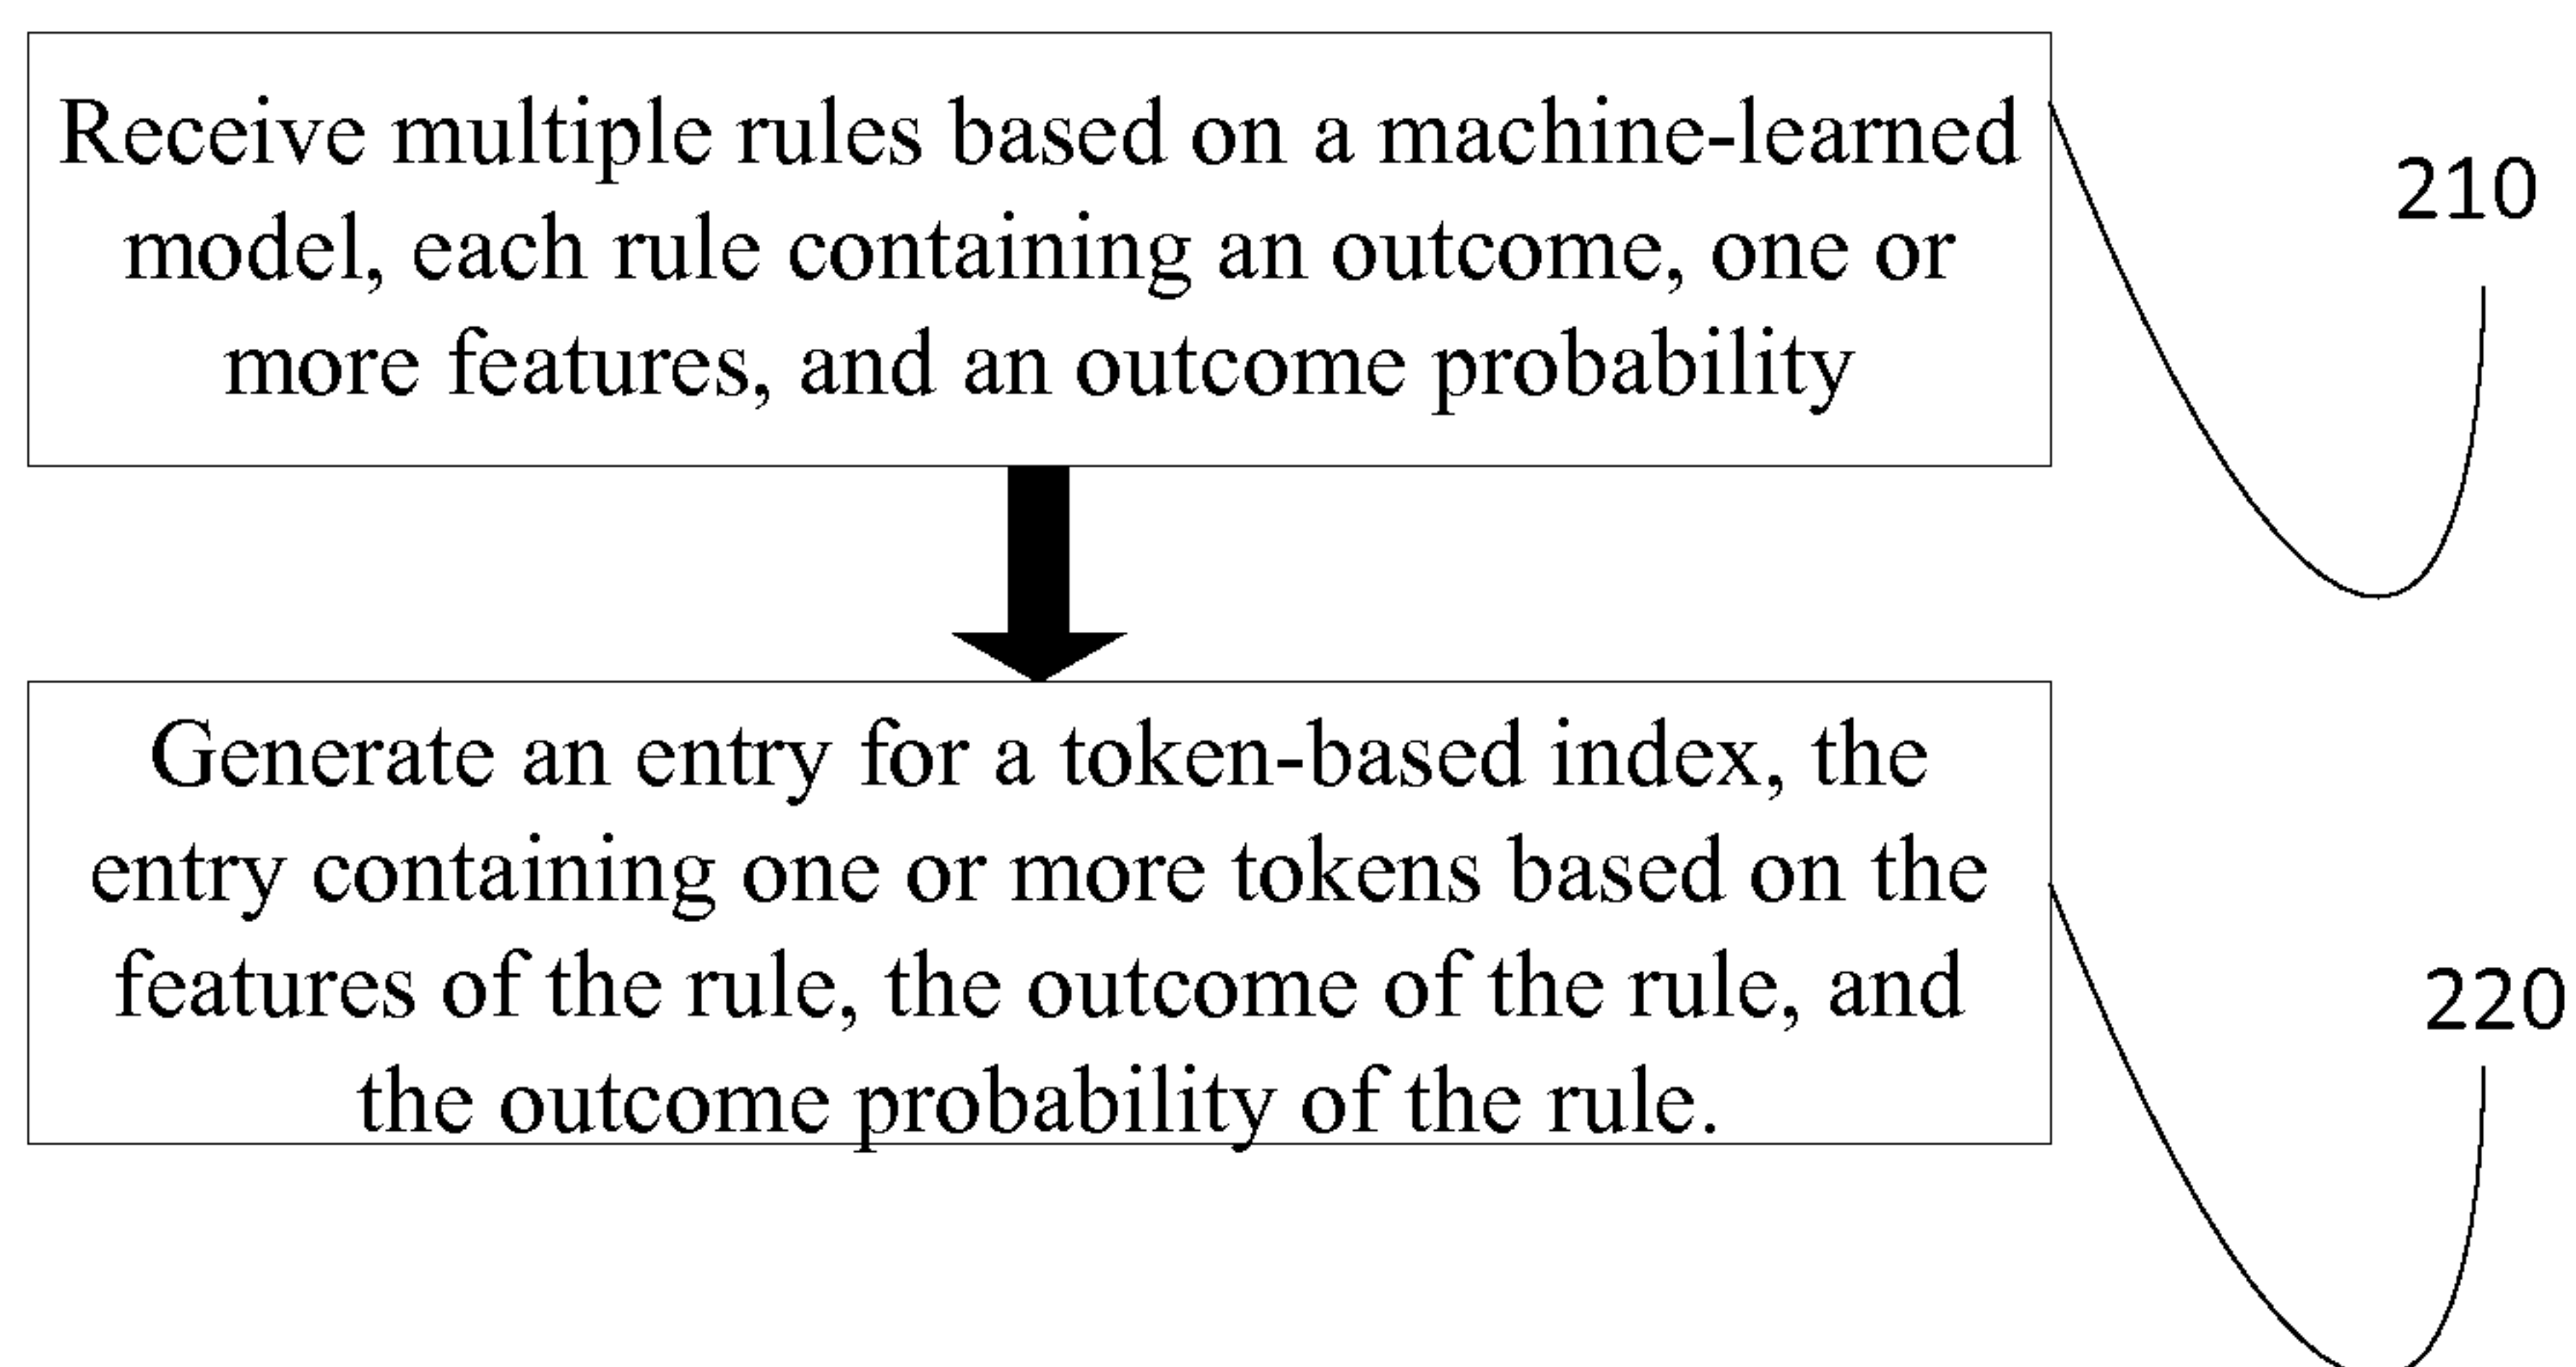 Receive multiple rules based on a machine-learned
model, each rule containing an outcome, one or
more features, and an outcome probability
210
Generate an entry for a token-based index, the
entry containing one or more tokens based on the
features of the rule, the outcome of the rule, and
the outcome probability of the rule.
220